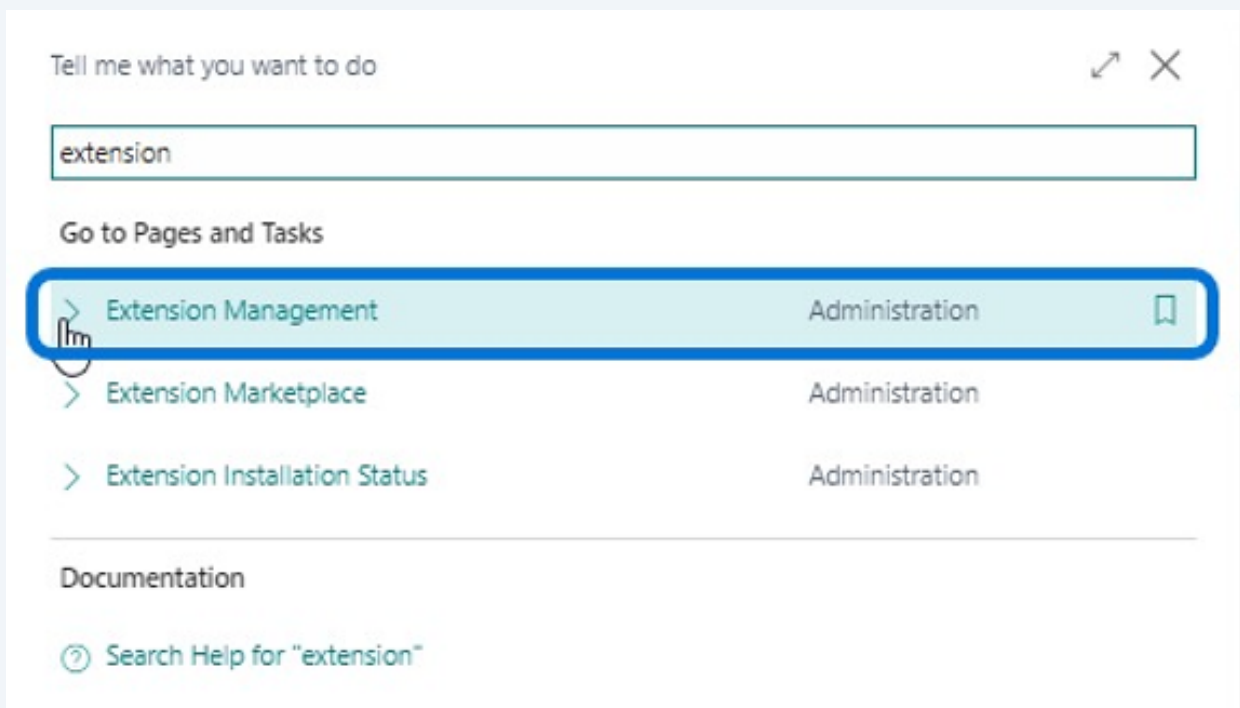 Tell me what you want to do
extension
Go to Pages and Tasks
Extension Management Administration
Extension Marketplace Administration
Extension Installation Status Administration
Documentation
Search Help for "extension"